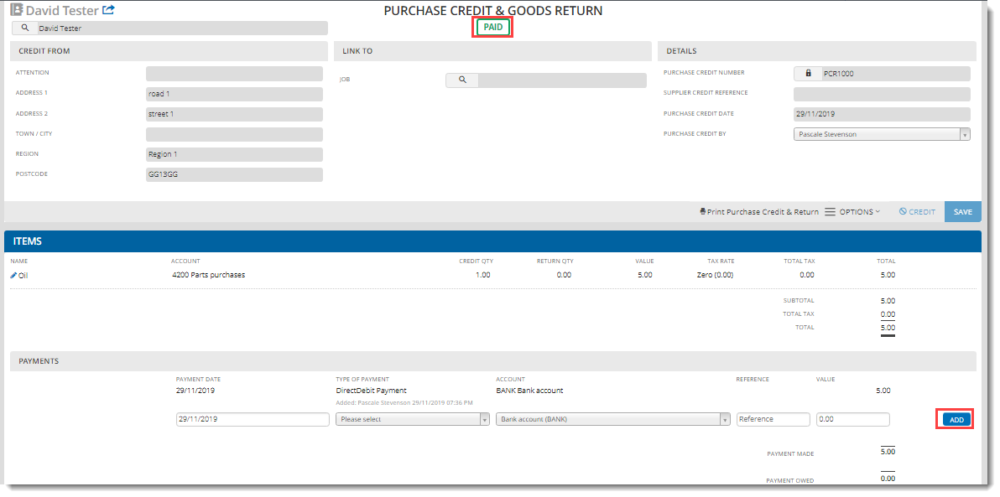 David Tester
PURCHASE CREDIT & GOODS RETURN
David Tester
PAID
CREDIT FROM
LINK TO
DETAILS
ATTENTION
ADDRESS 1 road 1
ADDRESS 2 street 1
TOWN / CITY
REGION Region 1
POSTCODE GG13GG
JOB
PURCHASE CREDIT NUMBER PCR1000
SUPPLIER CREDIT REFERENCE
PURCHASE CREDIT DATE 29/11/2019
PURCHASE CREDIT BY Pascale Stevenson
Print Purchase Credit & Return OPTIONS CREDIT SAVE
ITEMS
NAME ACCOUNT CREDIT QTY RETURN QTY VALUE TAX RATE TOTAL TAX TOTAL
Oil 4200 Parts purchases 1.00 0.00 5.00 Zero (0.00) 0.00 5.00
SUBTOTAL 5.00
TOTAL TAX 0.00
TOTAL 5.00
PAYMENTS
PAYMENT DATE TYPE OF PAYMENT ACCOUNT REFERENCE VALUE
29/11/2019 DirectDebit Payment BANK Bank account 5.00
Added: Pascale Stevenson 29/11/2019 07:36 PM
29/11/2019 Please select Bank account (BANK) Reference 0.00 ADD
PAYMENT MADE 5.00
PAYMENT OWED 0.00